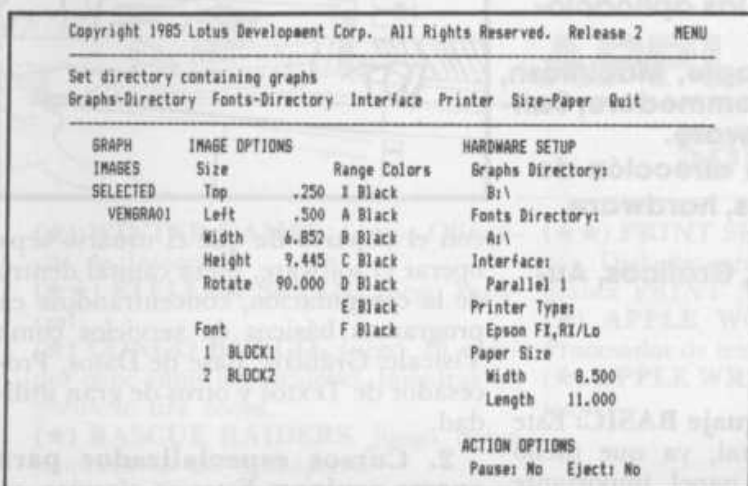 Copyright 1985 Lotus Development Corp. All Rights Reserved. Release 2 MENU
Set directory containing graphs
Graphs-Directory Fonts-Directory Interface Printer Size-Paper Quit
GRAPH IMAGE OPTIONS HARDWARE SETUP
IMAGES Size Range Colors Graphs Directory:
SELECTED Top .250 X Black B:\
VENGRA01 Left .500 A Black Fonts Directory:
Width 6.852 B Black A:\
Height 9.445 C Black Interface:
Rotate 90.000 D Black Parallel 1
E Black Printer Type:
Font F Black Epson FX,RX/Lo
1 BLOCK1 Paper Size
2 BLOCK2 Width 8.500
Length 11.000
ACTION OPTIONS
Pause: No Eject: No